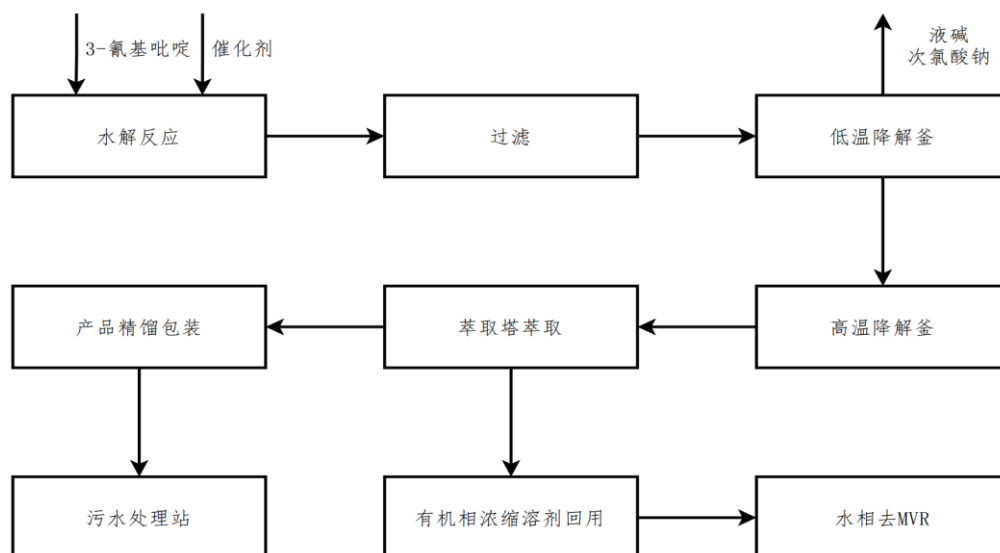 3-氰基吡啶
催化剂
液碱
次氯酸钠
水解反应
过滤
低温降解釜
产品精馏包装
萃取塔萃取
高温降解釜
污水处理站
有机相浓缩溶剂回用
水相去MVR